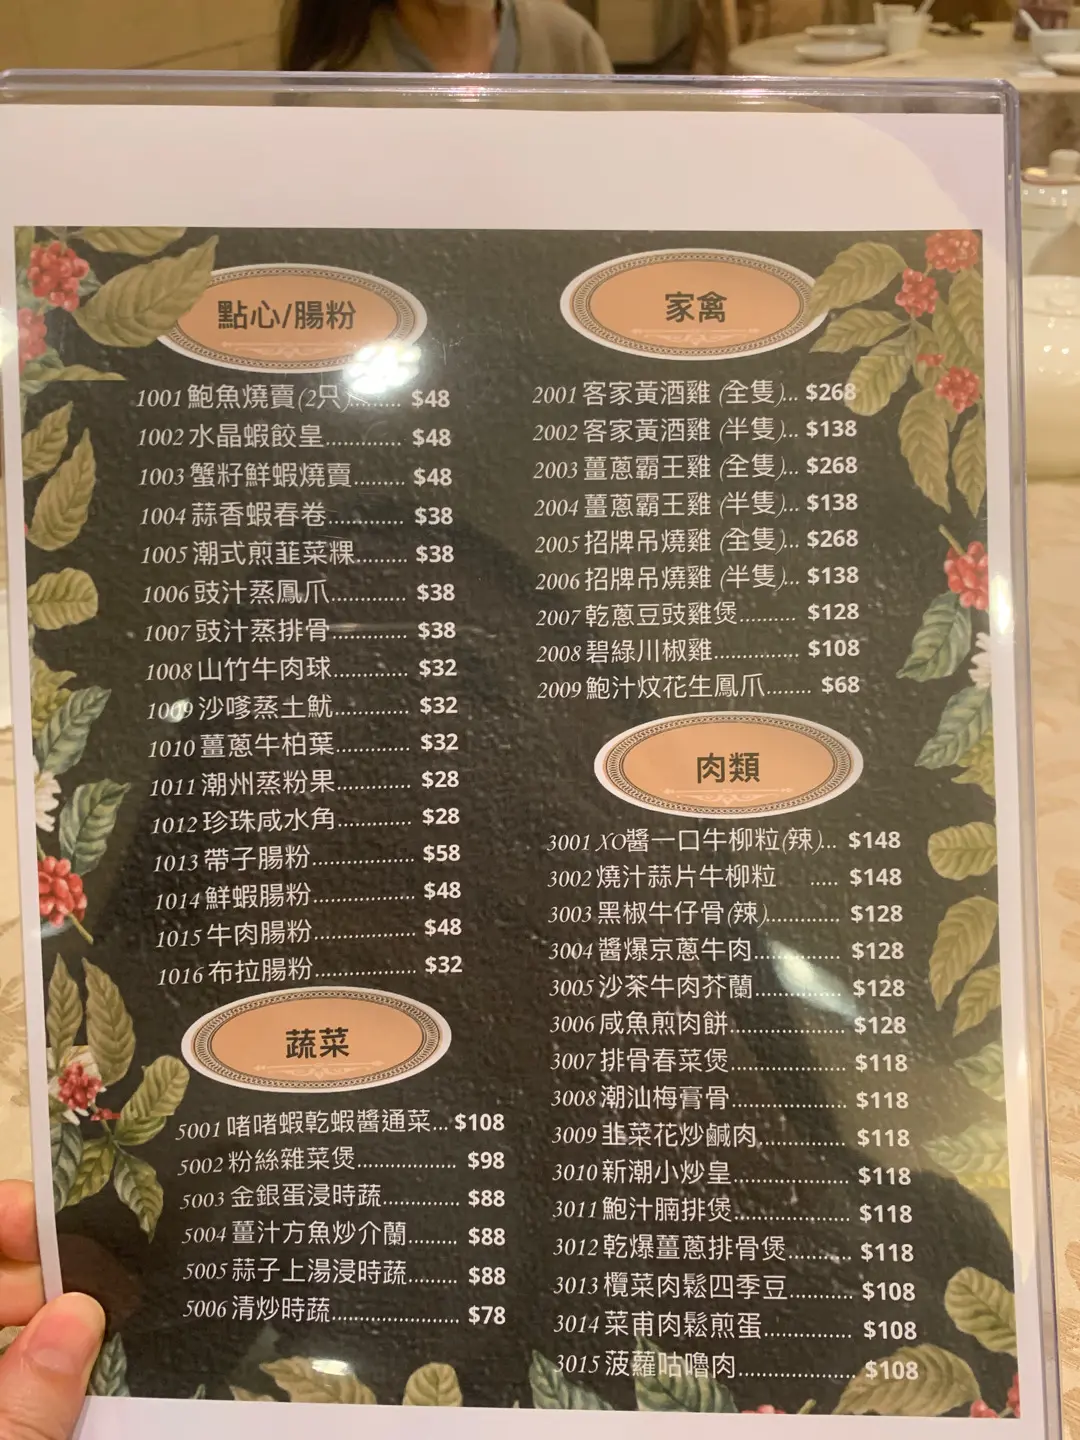 點心/腸粉
1001 鮑魚燒賣(2只)......... $48
1002 水晶蝦餃皇............ $48
1003 蟹籽鮮蝦燒賣........ $48
1004 蒜香蝦春卷............ $38
1005 潮式煎韮菜粿........ $38
1006 豉汁蒸鳳爪............ $38
1007 豉汁蒸排骨............ $38
1008 山竹牛肉球............ $32
1009 沙嗲蒸土魷............ $32
1010 薑蔥牛柏葉............ $32
1011 潮州蒸粉果............ $28
1012 珍珠咸水角............ $28
1013 帶子腸粉................ $58
1014 鮮蝦腸粉................ $48
1015 牛肉腸粉................ $48
1016 布拉腸粉................ $32
蔬菜
5001 啫啫蝦乾蝦醬通菜... $108
5002 粉絲雜菜煲................ $98
5003 金銀蛋浸時蔬............ $88
5004 薑汁方魚炒介蘭........ $88
5005 蒜子上湯浸時蔬........ $88
5006 清炒時蔬..................... $78
家禽
2001 客家黃酒雞 (全隻)... $268
2002 客家黃酒雞 (半隻)... $138
2003 薑蔥霸王雞 (全隻)... $268
2004 薑蔥霸王雞 (半隻)... $138
2005 招牌吊燒雞 (全隻)... $268
2006 招牌吊燒雞 (半隻)... $138
2007 乾蔥豆豉雞煲......... $128
2008 碧綠川椒雞.............. $108
2009 鮑汁炆花生鳳爪........ $68
肉類
3001 XO醬一口牛柳粒(辣)... $148
3002 燒汁蒜片牛柳粒 ..... $148
3003 黑椒牛仔骨(辣)............ $128
3004 醬爆京蔥牛肉.............. $128
3005 沙茶牛肉芥蘭.............. $128
3006 咸魚煎肉餅.................. $128
3007 排骨春菜煲.................. $118
3008 潮汕梅膏骨.................. $118
3009 韭菜花炒鹹肉.............. $118
3010 新潮小炒皇.................. $118
3011 鮑汁腩排煲.................. $118
3012 乾爆薑蔥排骨煲.......... $118
3013 欖菜肉鬆四季豆.......... $108
3014 菜甫肉鬆煎蛋.............. $108
3015 菠蘿咕嚕肉................... $108